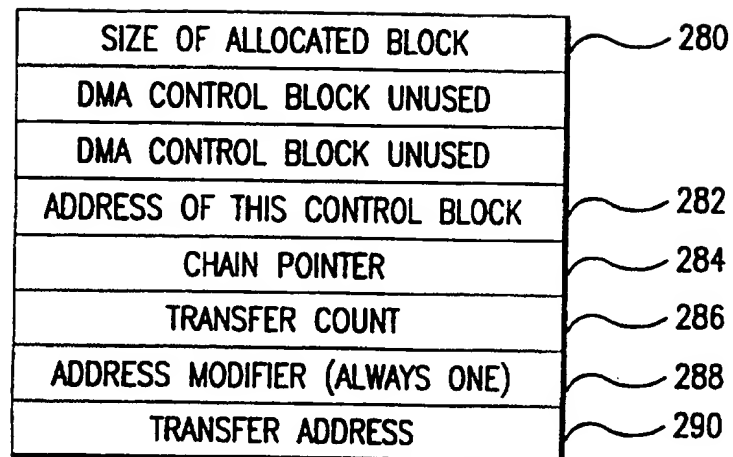 SIZE OF ALLOCATED BLOCK 280
DMA CONTROL BLOCK UNUSED
DMA CONTROL BLOCK UNUSED
ADDRESS OF THIS CONTROL BLOCK 282
CHAIN POINTER 284
TRANSFER COUNT 286
ADDRESS MODIFIER (ALWAYS ONE) 288
TRANSFER ADDRESS 290